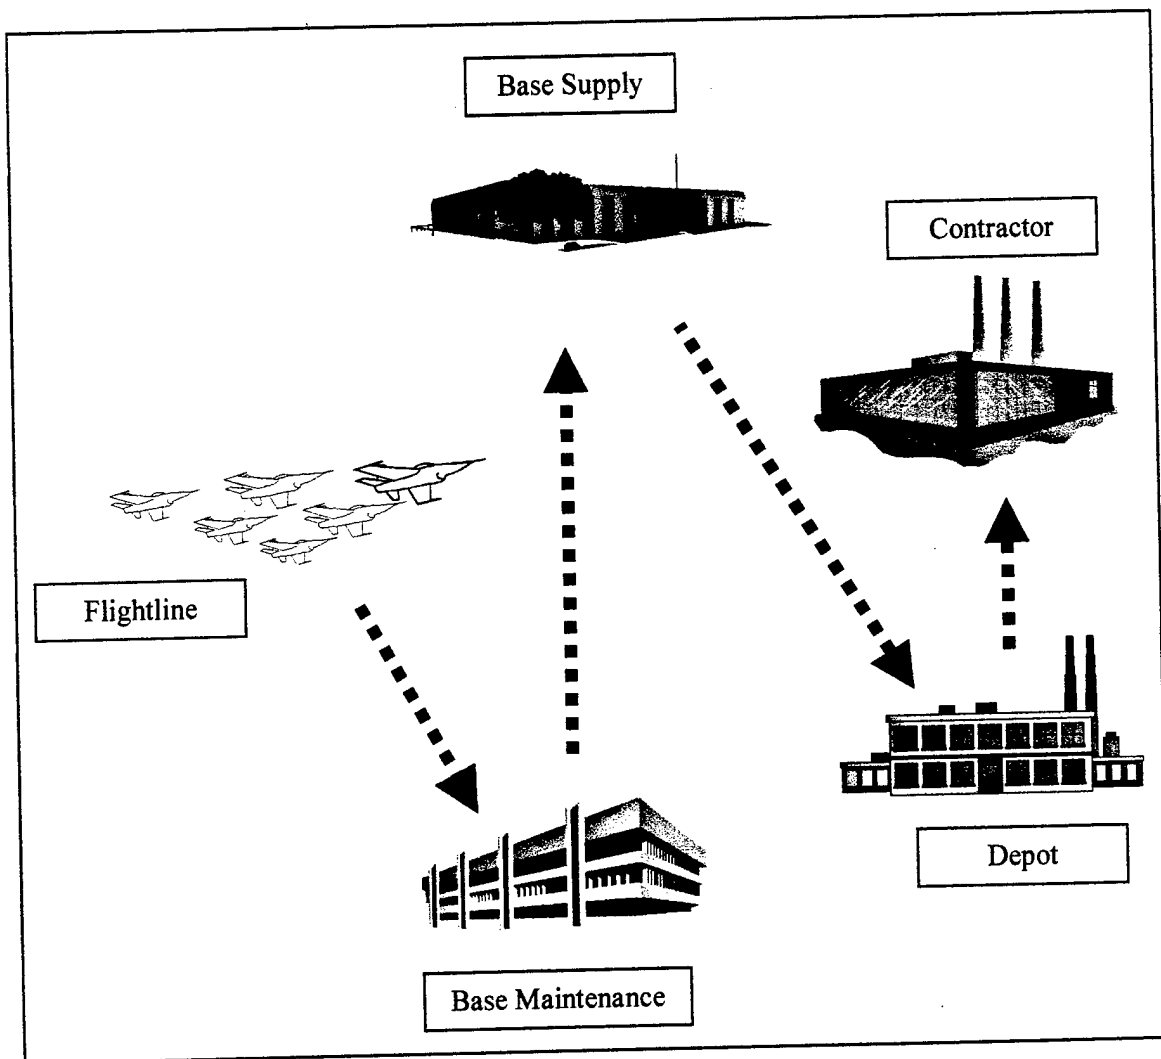 Base Supply
Contractor
Flightline
Depot
Base Maintenance